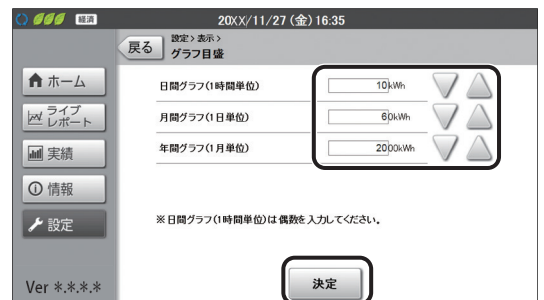 経済 20XX/11/27 (金) 16:35
戻る
設定 > 表示 >
グラフ目盛
ホーム
ライブ
レポート
実績
情報
設定
Ver *.*.*.*
日間グラフ(1時間単位) 10kWh
月間グラフ(1日単位) 60kWh
年間グラフ(1月単位) 2000kWh
※日間グラフ(1時間単位)は偶数を入力してください。
決定